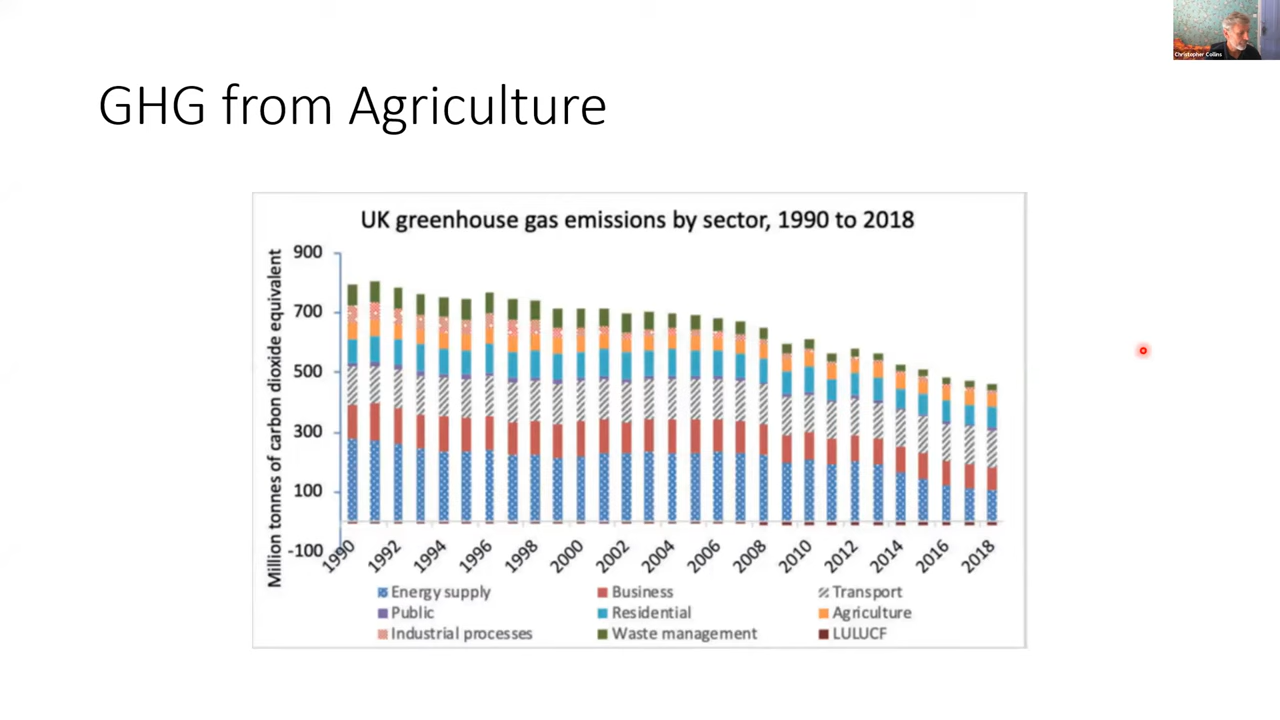 Christopher Collins
GHG from Agriculture
UK greenhouse gas emissions by sector, 1990 to 2018
Million tonnes of carbon dioxide equivalent
900
700
500
300
100
-100
1990 1992 1994 1996 1998 2000 2002 2004 2006 2008 2010 2012 2014 2016 2018
Energy supply Business Transport
Public Residential Agriculture
Industrial processes Waste management LULUCF